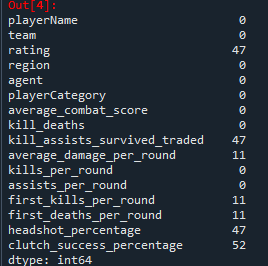 Out[4]:
playerName 0
team 0
rating 47
region 0
agent 0
playerCategory 0
average_combat_score 0
kill_deaths 0
kill_assists_survived_traded 47
average_damage_per_round 11
kills_per_round 0
assists_per_round 0
first_kills_per_round 11
first_deaths_per_round 11
headshot_percentage 47
clutch_success_percentage 52
dtype: int64